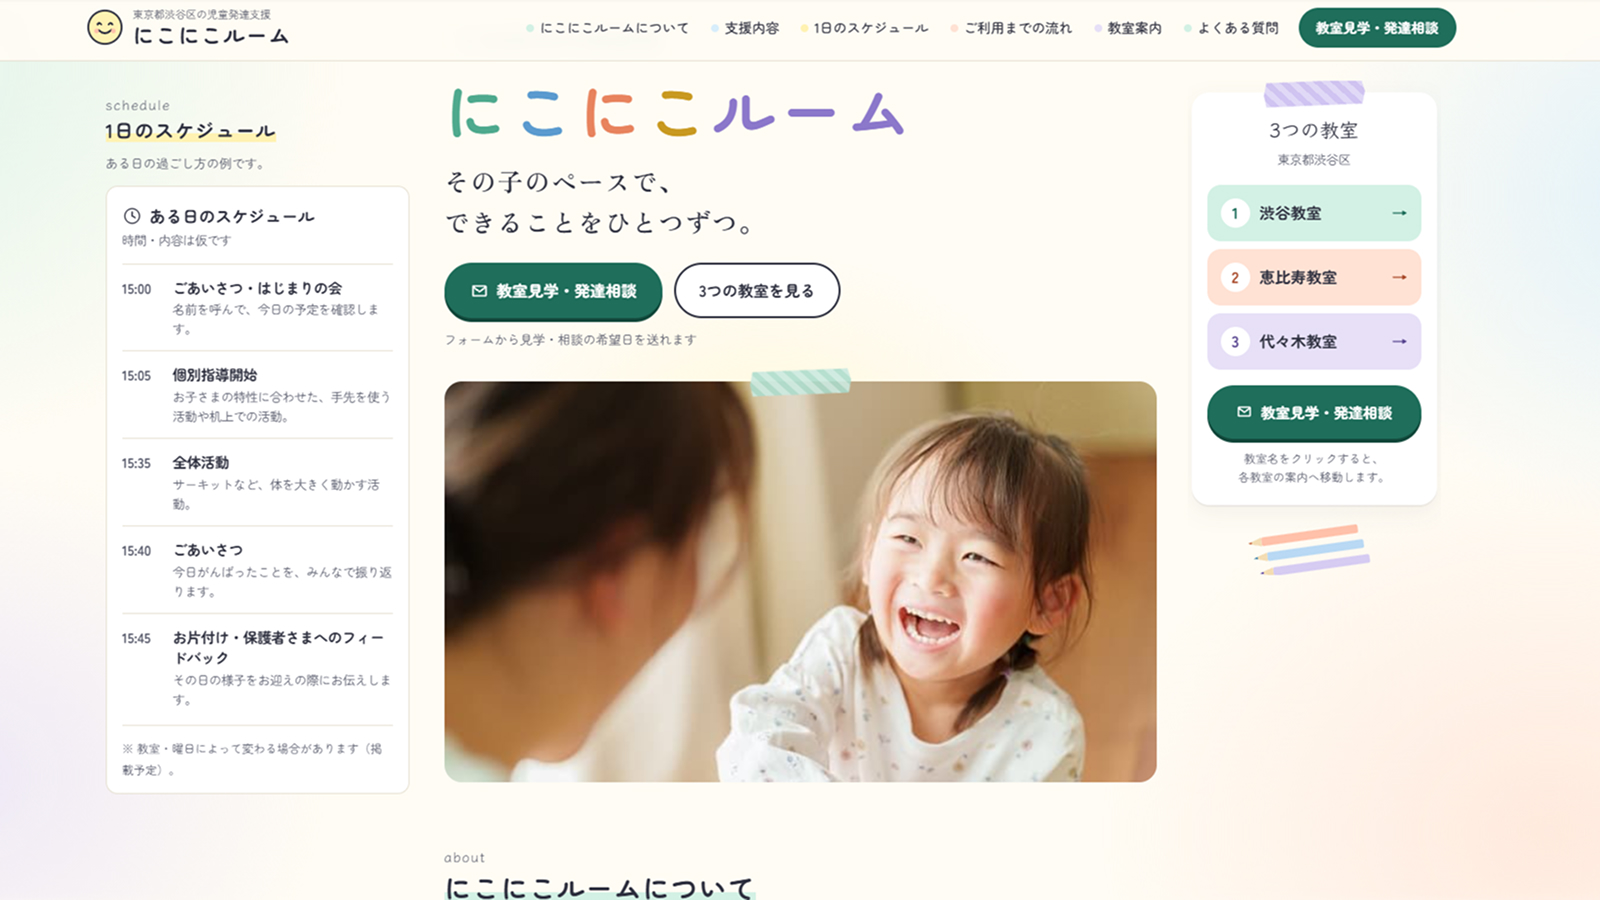 東京都渋谷区の児童発達支援
にこにこルーム
にこにこルームについて
支援内容
1日のスケジュール
ご利用までの流れ
教室案内
よくある質問
教室見学・発達相談
schedule
1日のスケジュール
ある日の過ごし方の例です。
ある日のスケジュール
時間・内容は仮です
15:00 ごあいさつ・はじまりの会
名前を呼んで、今日の予定を確認しま
す。
15:05 個別指導開始
お子さまの特性に合わせた、手先を使う
活動や机上での活動。
15:35 全体活動
サーキットなど、体を大きく動かす活
動。
15:40 ごあいさつ
今日がんばったことを、みんなで振り返
ります。
15:45 お片付け・保護者さまへのフィー
ドバック
その日の様子をお迎えの際にお伝えしま
す。
※ 教室・曜日によって変わる場合があります（掲
載予定）。
にこにこルーム
その子のペースで、
できることをひとつずつ。
教室見学・発達相談
3つの教室を見る
フォームから見学・相談の希望日を送れます
3つの教室
東京都渋谷区
1 渋谷教室 →
2 恵比寿教室 →
3 代々木教室 →
教室見学・発達相談
教室名をクリックすると、
各教室の案内へ移動します。
about
にこにこルームについて